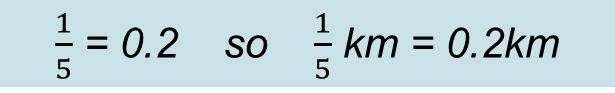 1/5 = 0.2 so 1/5 km = 0.2km